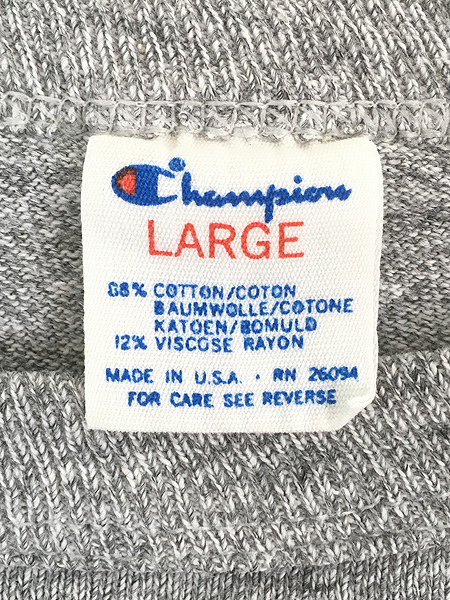 Champion
LARGE
88% COTTON/COTON
BAUMWOLLE/COTONE
KATOEN/BOMULD
12% VISCOSE RAYON
MADE IN U.S.A. · RN 26094
FOR CARE SEE REVERSE